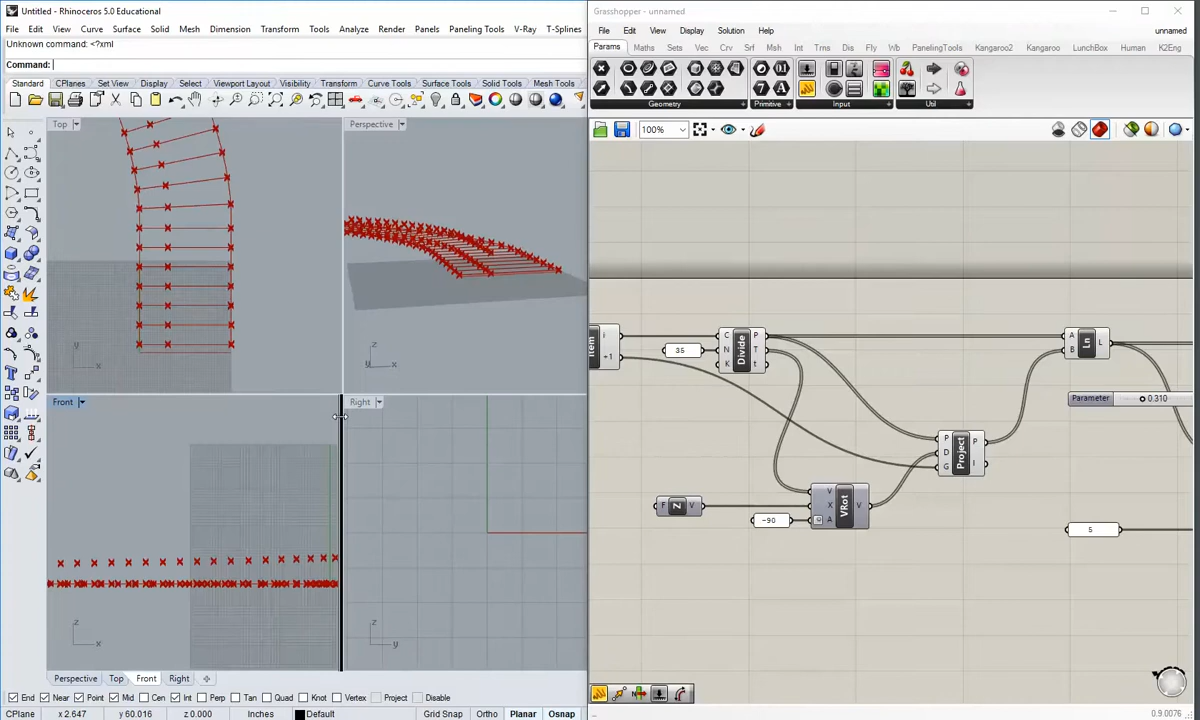 Untitled - Rhinoceros 5.0 Educational
File Edit View Curve Surface Solid Mesh Dimension Transform Tools Analyze Render Panels V-Ray T-Splines
Unknown command: <?xml
Command:
Standard CPlanes Set View Display Select Viewport Layout Visibility Transform Curve Tools Surface Tools Solid Tools Mesh Tools
Top
Perspective
y
x
z
y x
Front
Right
z
x
z
y
Perspective Top Front Right
End Near Point Mid Cen Int Perp Tan Quad Knot Vertex Project Disable
CPlane x 2.647 y 60.016 z 0.000 Inches Default Grid Snap Ortho Planar Osnap
Grasshopper - unnamed
File Edit View Display Solution Help unnamed
Params Maths Sets Vec Crv Srf Msh Int Trns Dis Fly Wb PanelingTools Kangaroo2 Kangaroo LunchBox Human K2Eng
Geometry Primitive Input Util
100%
Item
i
+1
35
C
N
K
Divide
P
T
t
A
B
Ln
L
Parameter 0.310
P
D
G
Project
P
I
F Z V
-90
V
X
A
VRot
V
5
0.9.0076